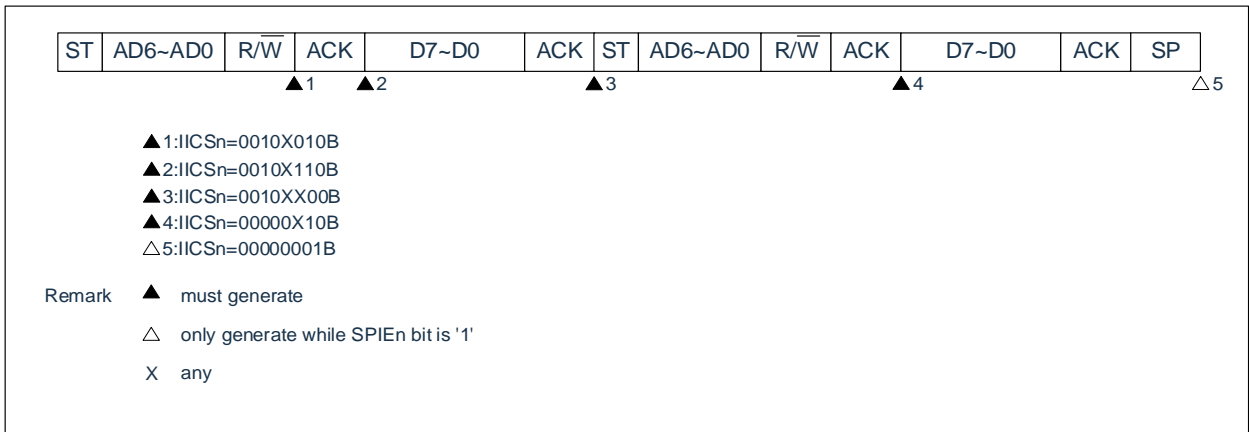 ST AD6~AD0 R/W̅ ACK D7~D0 ACK ST AD6~AD0 R/W̅ ACK D7~D0 ACK SP
▲1 ▲2 ▲3 ▲4 △5
▲1:IICSn=0010X010B
▲2:IICSn=0010X110B
▲3:IICSn=0010XX00B
▲4:IICSn=00000X10B
△5:IICSn=00000001B
Remark ▲ must generate
△ only generate while SPIEn bit is '1'
X any